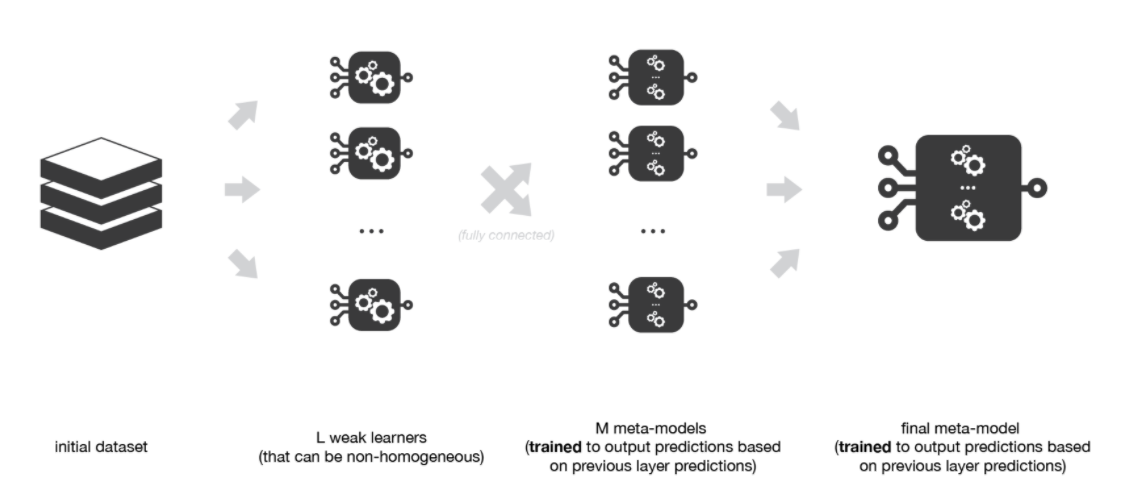 (fully connected)
initial dataset
L weak learners
(that can be non-homogeneous)
M meta-models
(trained to output predictions based
on previous layer predictions)
final meta-model
(trained to output predictions based
on previous layer predictions)